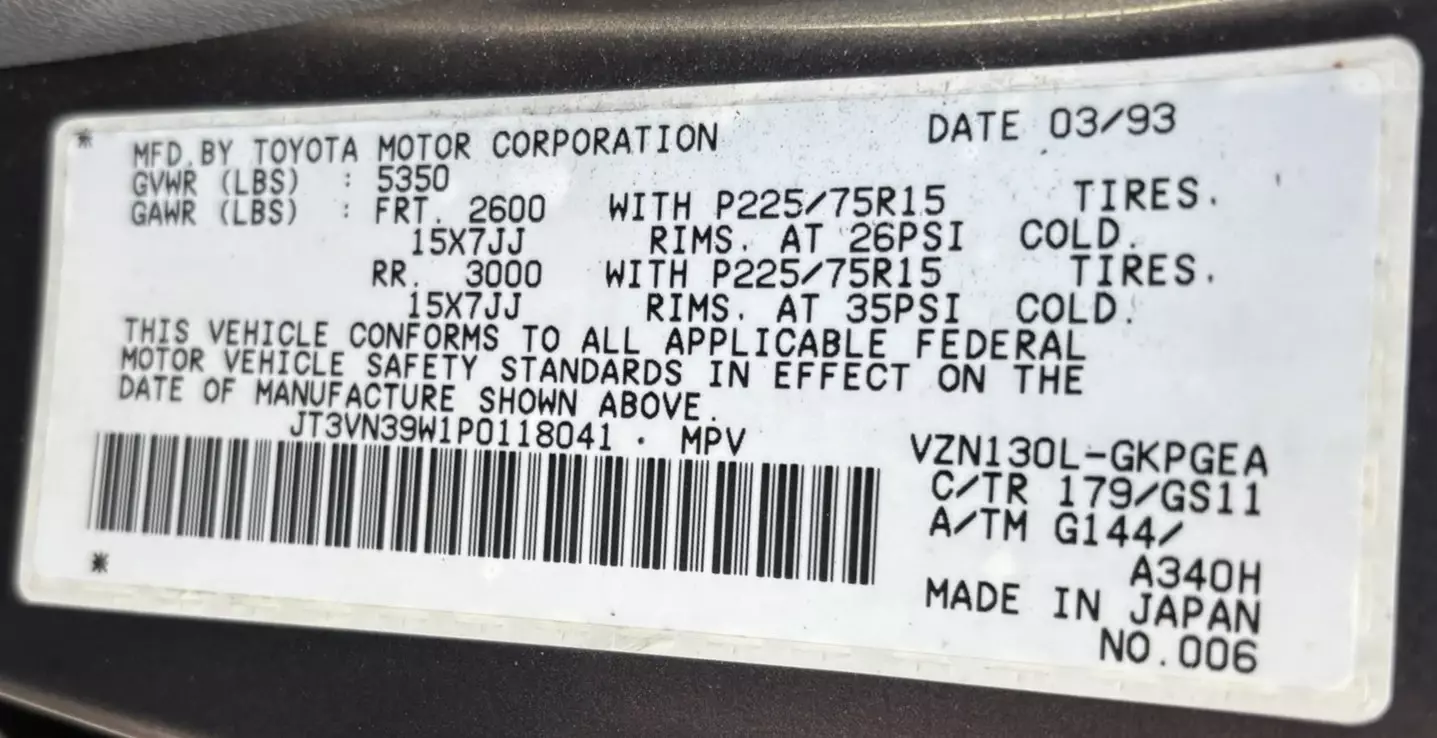 * MFD.BY TOYOTA MOTOR CORPORATION DATE 03/93
GVWR (LBS) : 5350
GAWR (LBS) : FRT. 2600 WITH P225/75R15 TIRES.
15X7JJ RIMS. AT 26PSI COLD.
RR. 3000 WITH P225/75R15 TIRES.
15X7JJ RIMS. AT 35PSI COLD.
THIS VEHICLE CONFORMS TO ALL APPLICABLE FEDERAL
MOTOR VEHICLE SAFETY STANDARDS IN EFFECT ON THE
DATE OF MANUFACTURE SHOWN ABOVE.
JT3VN39W1P0118041 · MPV
VZN130L-GKPGEA
C/TR 179/GS11
A/TM G144/
A340H
*
MADE IN JAPAN
NO.006